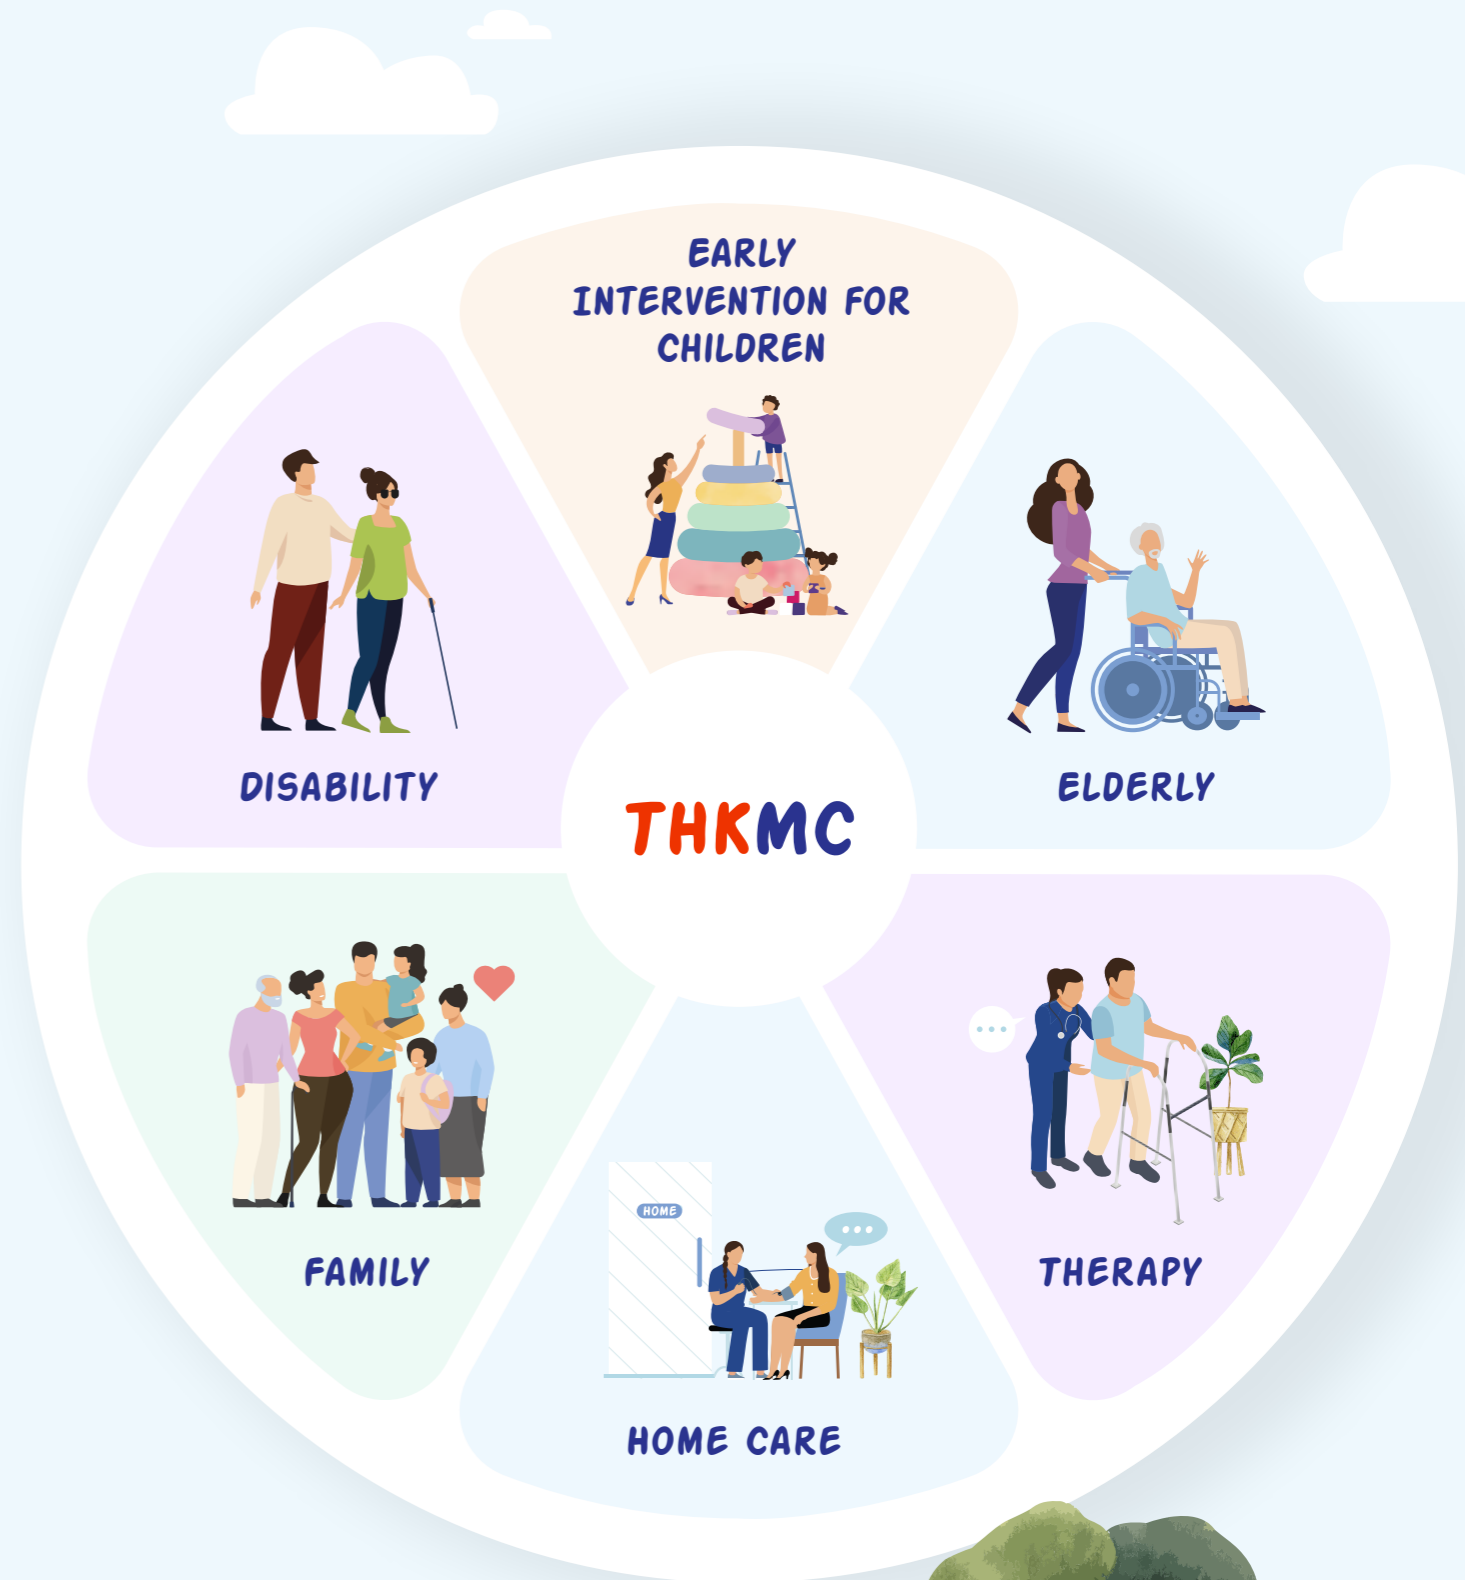 EARLY
INTERVENTION FOR
CHILDREN
DISABILITY
ELDERLY
THKMC
FAMILY
THERAPY
HOME
HOME CARE